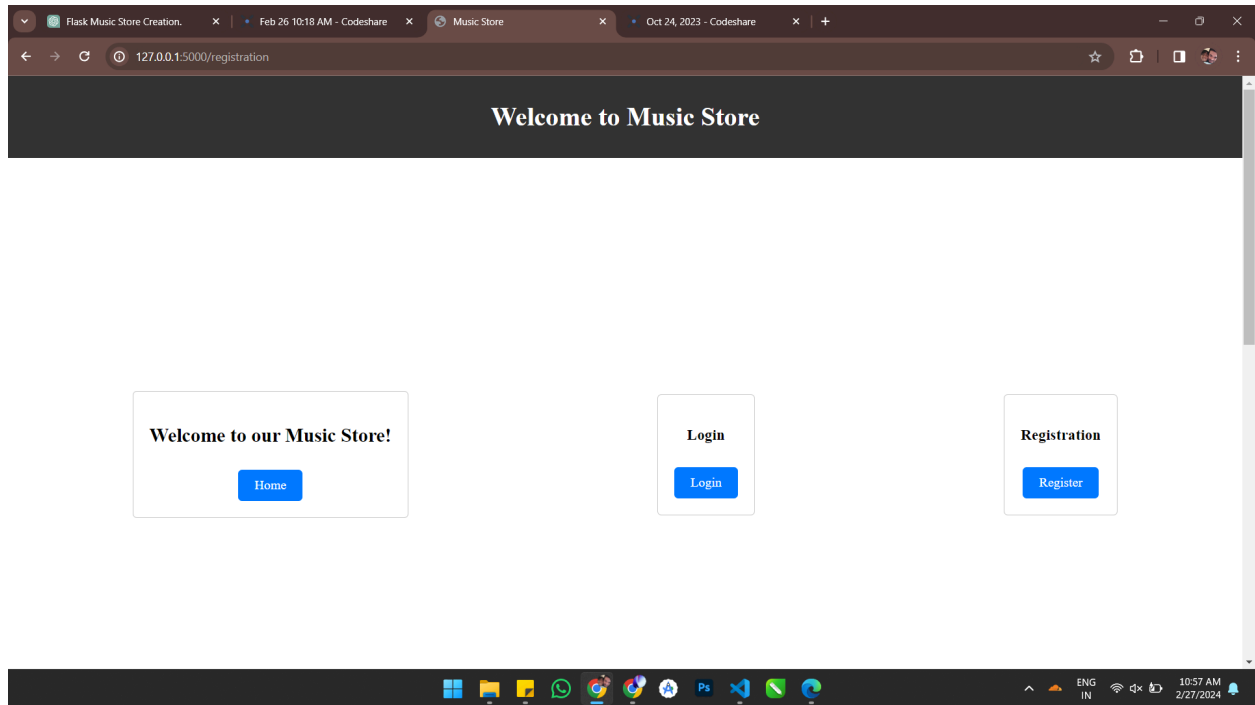 Flask Music Store Creation.
Feb 26 10:18 AM - Codeshare
Music Store
Oct 24, 2023 - Codeshare
127.0.0.1:5000/registration
Welcome to Music Store
Welcome to our Music Store!
Home
Login
Login
Registration
Register
Ps
ENG
IN
10:57 AM
2/27/2024